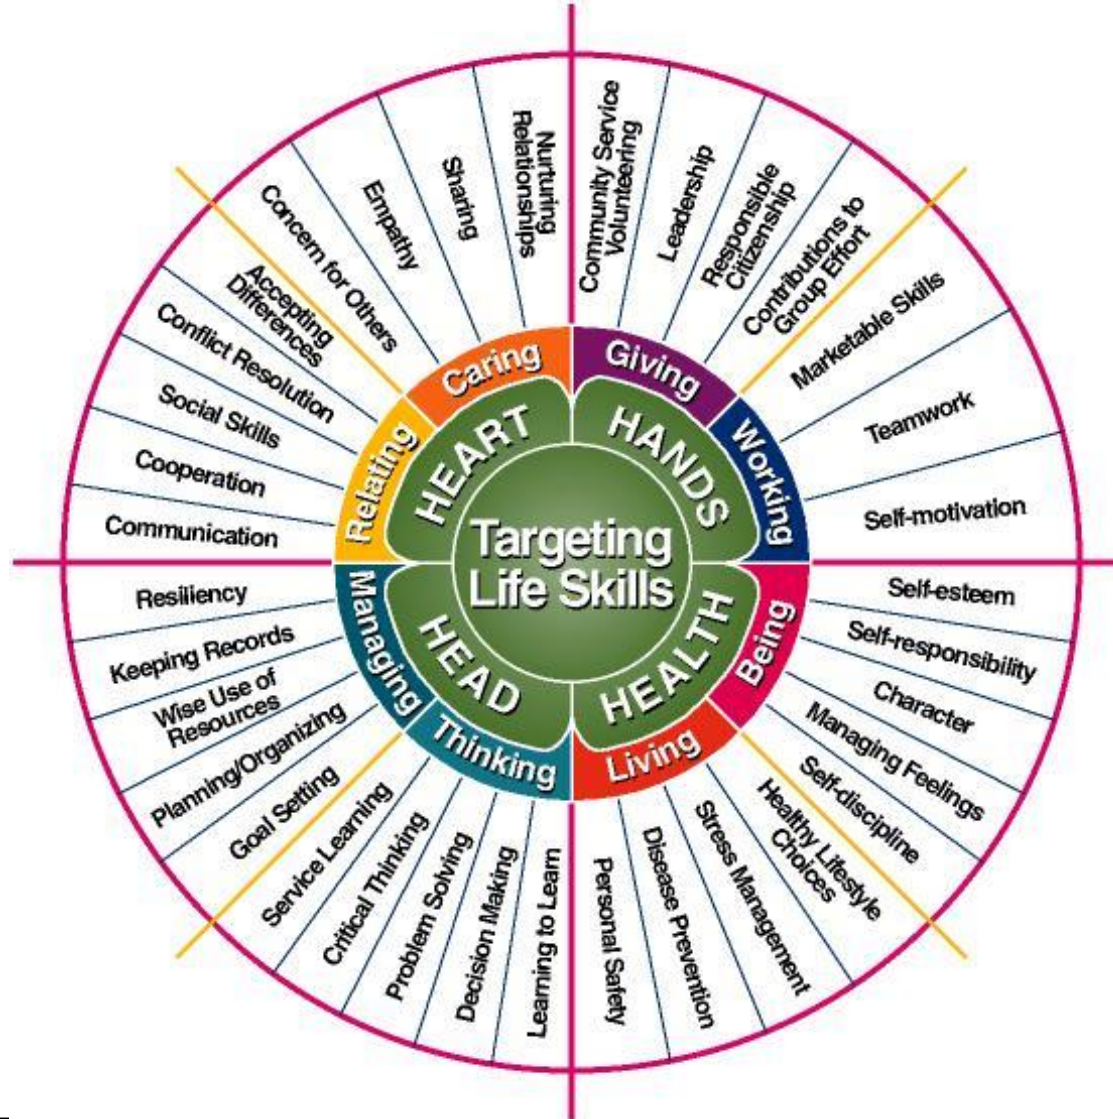 Targeting
Life Skills
HEART
HANDS
HEALTH
HEAD
Caring
Giving
Working
Being
Living
Thinking
Managing
Relating
Nurturing
Relationships
Sharing
Empathy
Concern for Others
Community Service
Volunteering
Leadership
Responsible
Citizenship
Contributions to
Group Effort
Marketable Skills
Teamwork
Self-motivation
Self-esteem
Self-responsibility
Character
Managing Feelings
Self-discipline
Healthy Lifestyle
Choices
Stress Management
Disease Prevention
Personal Safety
Learning to Learn
Decision Making
Problem Solving
Critical Thinking
Service Learning
Goal Setting
Planning/Organizing
Wise Use of
Resources
Keeping Records
Resiliency
Communication
Cooperation
Social Skills
Conflict Resolution
Accepting
Differences